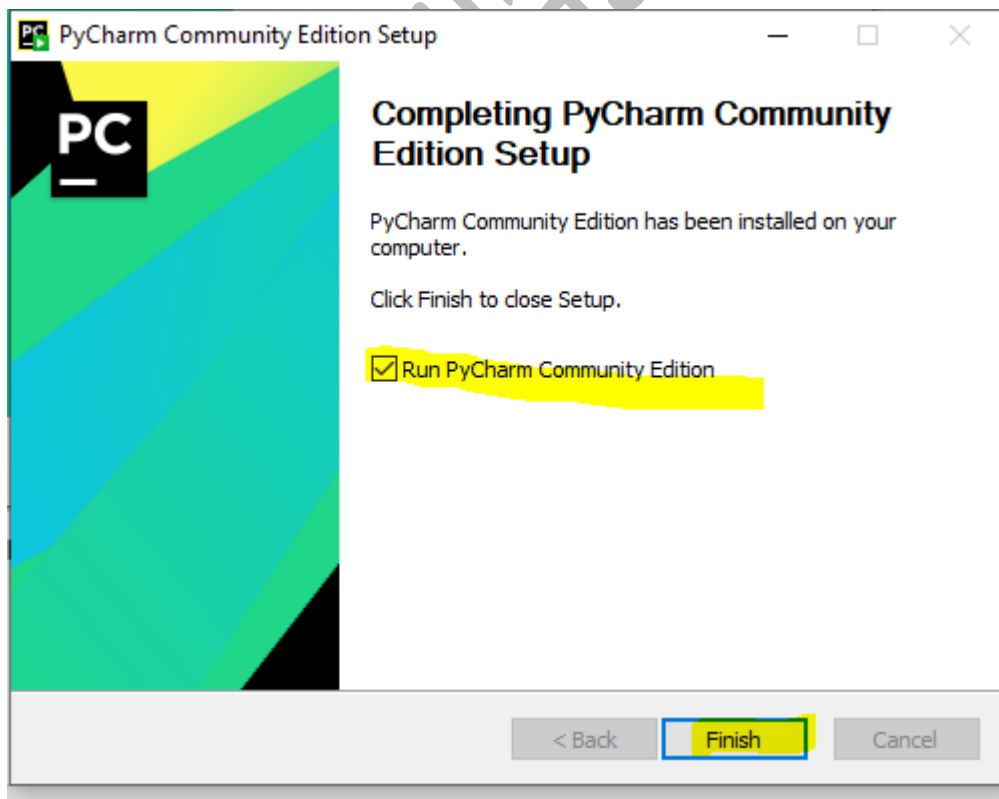 PyCharm Community Edition Setup
PC
Completing PyCharm Community
Edition Setup
PyCharm Community Edition has been installed on your
computer.
Click Finish to close Setup.
Run PyCharm Community Edition
< Back
Finish
Cancel